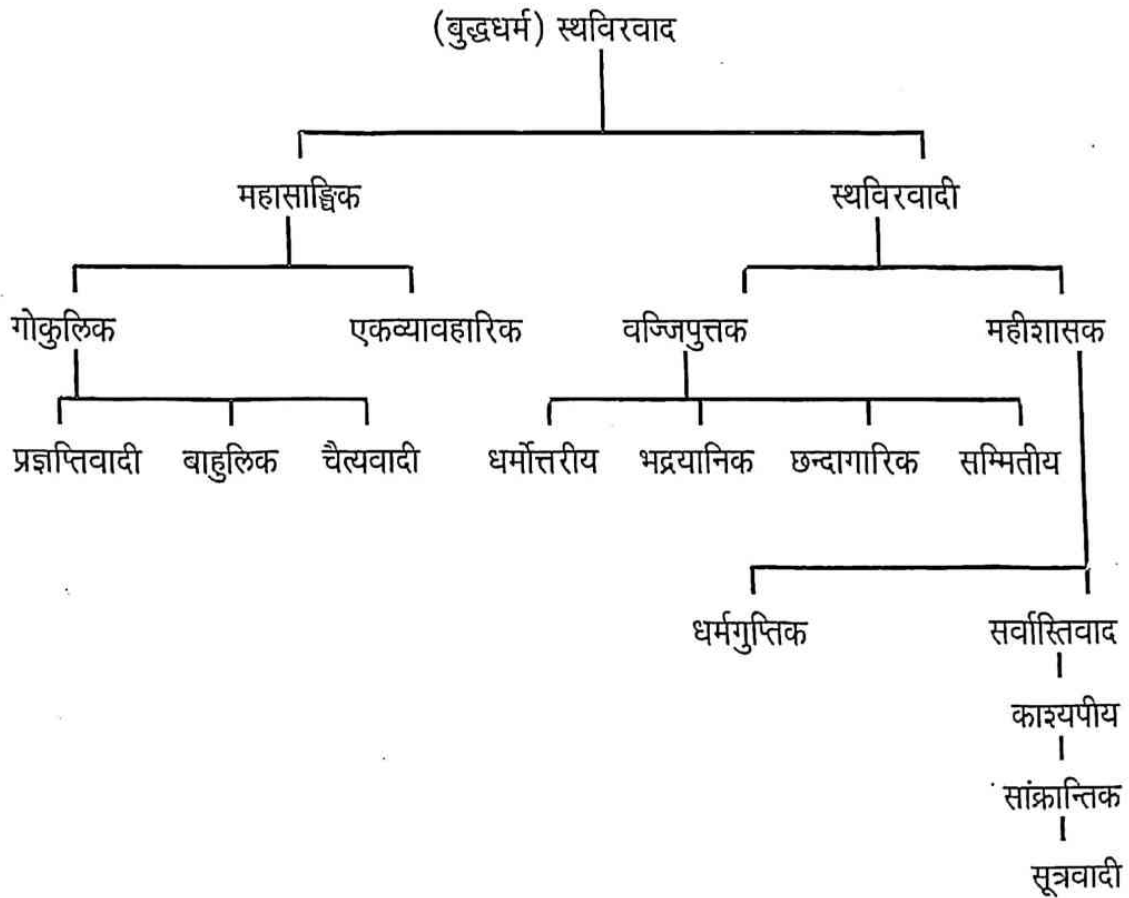 (बुद्धधर्म) स्थविरवाद
महासाङ्घिक स्थविरवादी
गोकुलिक एकव्यावहारिक वज्जिपुत्तक महीशासक
प्रज्ञप्तिवादी बाहुलिक चैत्यवादी धर्मोत्तरीय भद्रयानिक छन्दागारिक सम्मितीय
धर्मगुप्तिक सर्वास्तिवाद
काश्यपीय
सांक्रान्तिक
सूत्रवादी